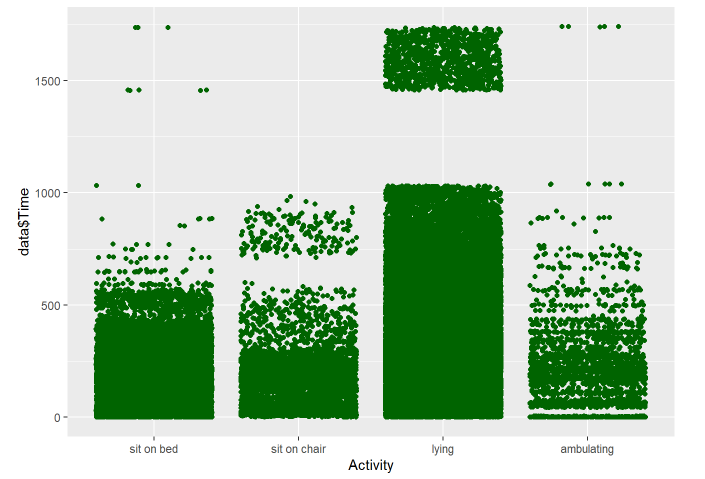 data$Time
1500
1000
500
0
sit on bed
sit on chair
lying
ambulating
Activity